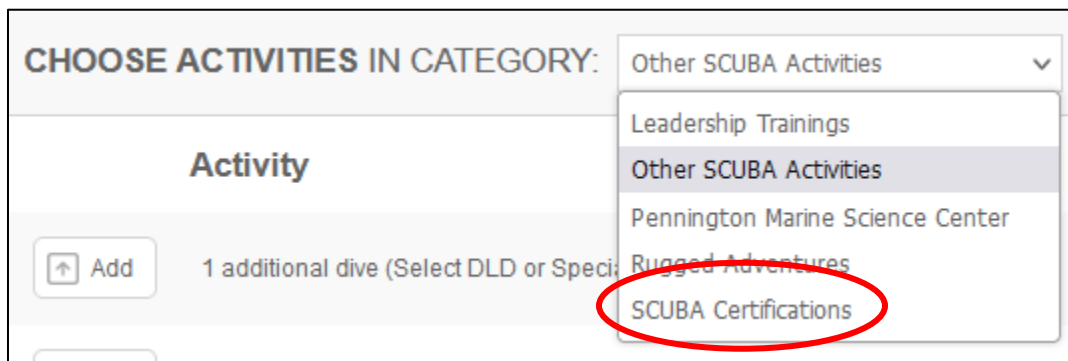 CHOOSE ACTIVITIES IN CATEGORY: Other SCUBA Activities
Leadership Trainings
Activity
Other SCUBA Activities
Pennington Marine Science Center
Add 1 additional dive (Select DLD or Speci
Rugged Adventures
SCUBA Certifications